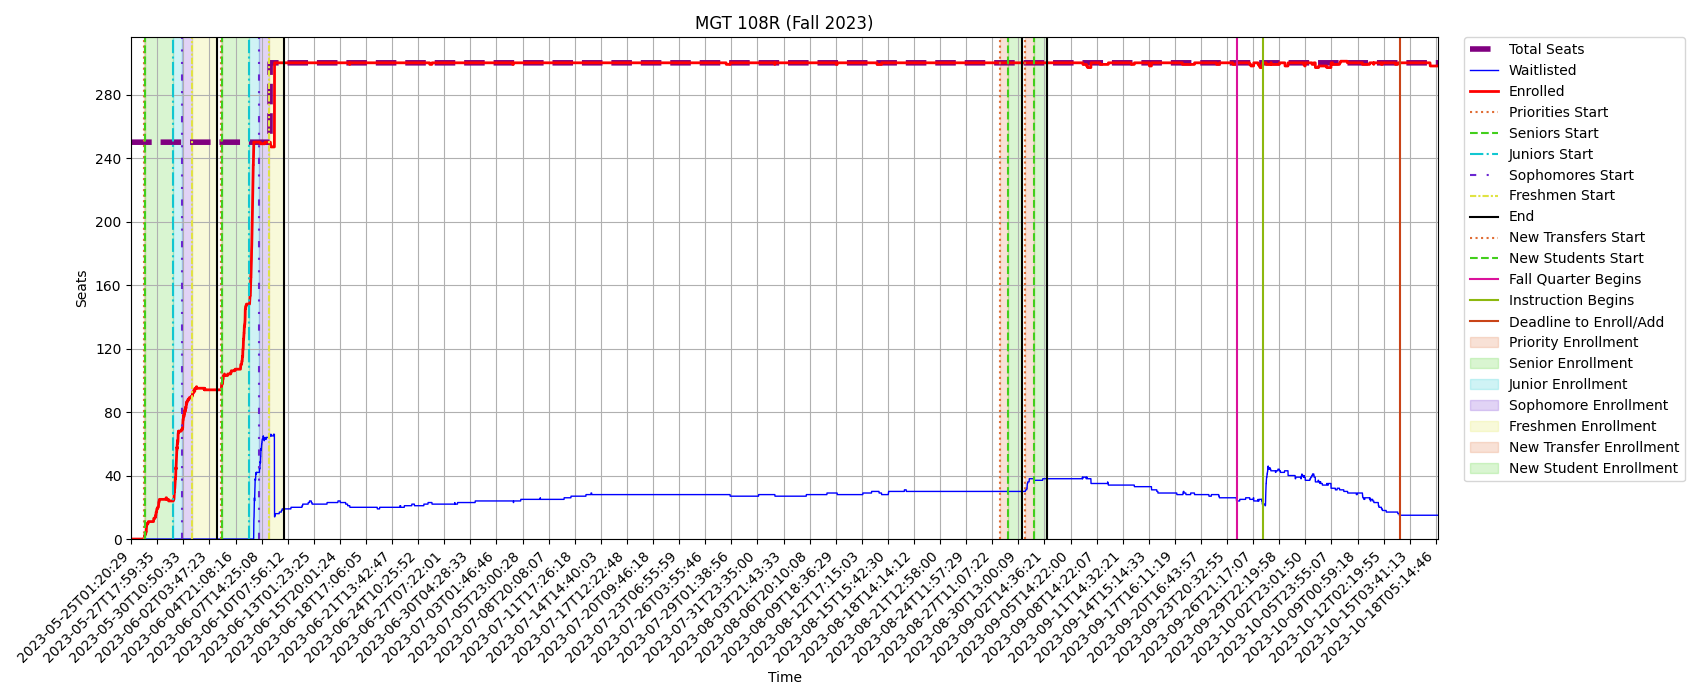 MGT 108R (Fall 2023)
Seats
280
240
200
160
120
80
40
0
2023-05-25T01:20:29
2023-05-27T17:59:35
2023-05-30T10:50:33
2023-06-02T03:47:23
2023-06-04T21:08:16
2023-06-07T14:25:08
2023-06-10T07:56:12
2023-06-13T01:23:25
2023-06-15T20:01:24
2023-06-18T17:06:05
2023-06-21T13:42:47
2023-06-24T10:25:52
2023-06-27T07:22:01
2023-06-30T04:28:33
2023-07-03T01:46:46
2023-07-05T23:00:28
2023-07-08T20:08:07
2023-07-11T17:26:18
2023-07-14T14:40:03
2023-07-17T12:22:48
2023-07-20T09:46:18
2023-07-23T06:55:59
2023-07-26T03:55:46
2023-07-29T01:38:56
2023-07-31T23:35:00
2023-08-03T21:43:33
2023-08-06T20:10:08
2023-08-09T18:36:29
2023-08-12T17:15:03
2023-08-15T15:42:30
2023-08-18T14:14:12
2023-08-21T12:58:00
2023-08-24T11:57:29
2023-08-27T11:07:22
2023-08-30T13:00:09
2023-09-02T14:36:21
2023-09-05T14:22:00
2023-09-08T14:22:07
2023-09-11T14:32:21
2023-09-14T15:14:33
2023-09-17T16:11:19
2023-09-20T16:43:57
2023-09-23T20:32:55
2023-09-26T21:17:07
2023-09-29T22:19:58
2023-10-02T23:01:50
2023-10-05T23:55:07
2023-10-09T00:59:18
2023-10-12T02:19:55
2023-10-15T03:41:13
2023-10-18T05:14:46
Time
Total Seats
Waitlisted
Enrolled
Priorities Start
Seniors Start
Juniors Start
Sophomores Start
Freshmen Start
End
New Transfers Start
New Students Start
Fall Quarter Begins
Instruction Begins
Deadline to Enroll/Add
Priority Enrollment
Senior Enrollment
Junior Enrollment
Sophomore Enrollment
Freshmen Enrollment
New Transfer Enrollment
New Student Enrollment